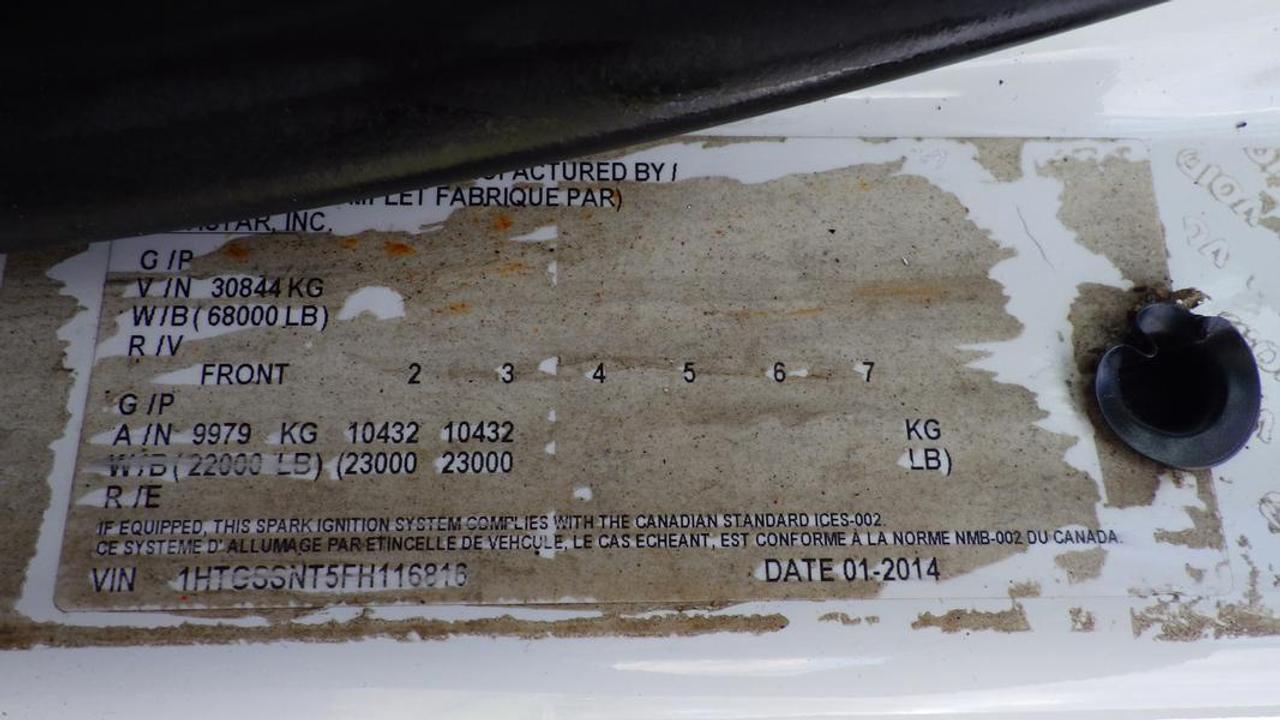 ACTURED BY /
FABRIQUE PAR)
INC.
G /P
V /N 30844 KG
W/B (68000 LB)
R /V
FRONT 2 3 4 5 6 7
G /P
A /N 9979 KG 10432 10432 KG
W/B (22000 LB) (23000 23000 LB)
R /E
IF EQUIPPED, THIS SPARK IGNITION SYSTEM COMPLIES WITH THE CANADIAN STANDARD ICES-002.
CE SYSTEME D' ALLUMAGE PAR ETINCELLE DE VEHCULE, LE CAS ECHEANT, EST CONFORME À LA NORME NMB-002 DU CANADA.
VIN 1HTGSSNT5FH116816 DATE 01-2014